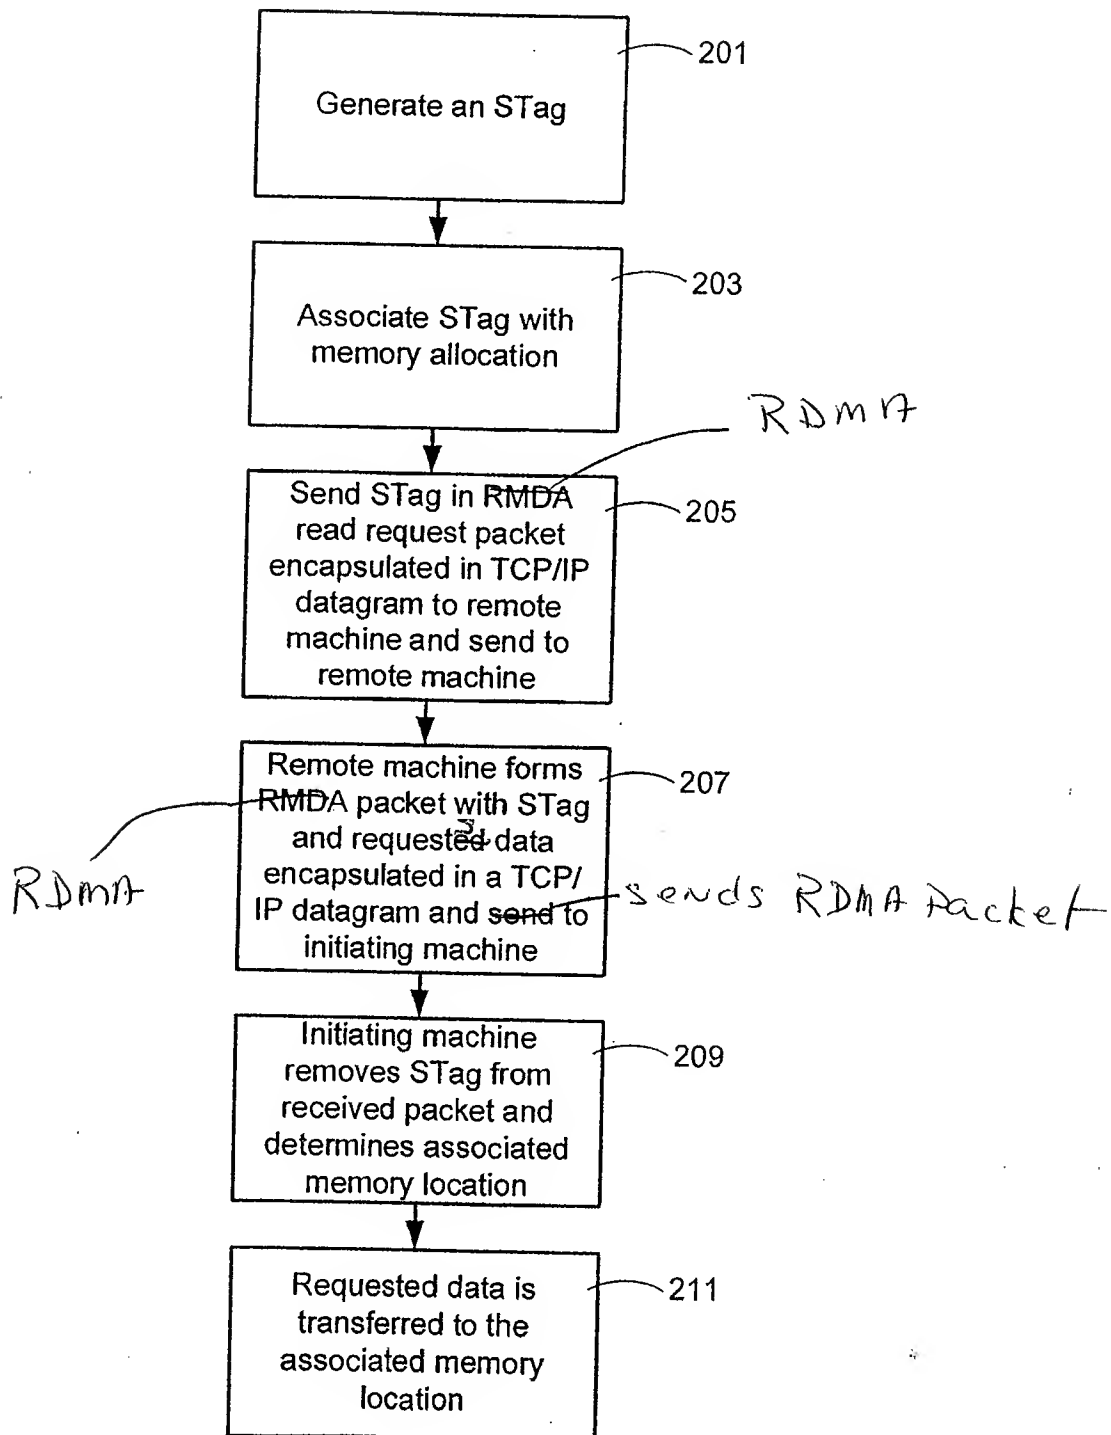 Generate an STag
201
Associate STag with
memory allocation
203
RDMA
Send STag in RMDA
read request packet
encapsulated in TCP/IP
datagram to remote
machine and send to
remote machine
205
Remote machine forms
RMDA packet with STag
and requested data
encapsulated in a TCP/
IP datagram and send to
initiating machine
207
RDMA
sends RDMA Packet
Initiating machine
removes STag from
received packet and
determines associated
memory location
209
Requested data is
transferred to the
associated memory
location
211